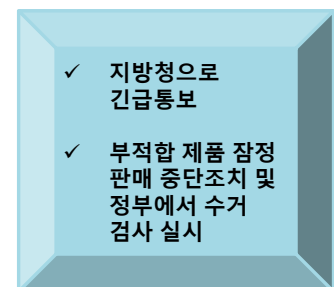 ✓ 지방청으로
긴급통보
✓ 부적합 제품 잠정
판매 중단조치 및
정부에서 수거
검사 실시